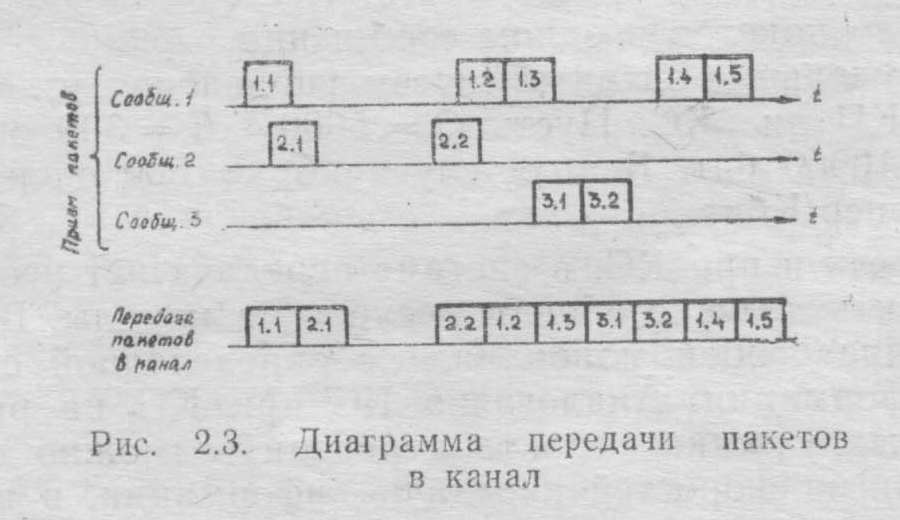 Прием пакетов
Сообщ. 1 1.1 1.2 1.3 1.4 1.5 t
Сообщ. 2 2.1 2.2 t
Сообщ. 3 3.1 3.2 t
Передача
пакетов
в канал
1.1 2.1 2.2 1.2 1.3 3.1 3.2 1.4 1.5
Рис. 2.3. Диаграмма передачи пакетов
в канал